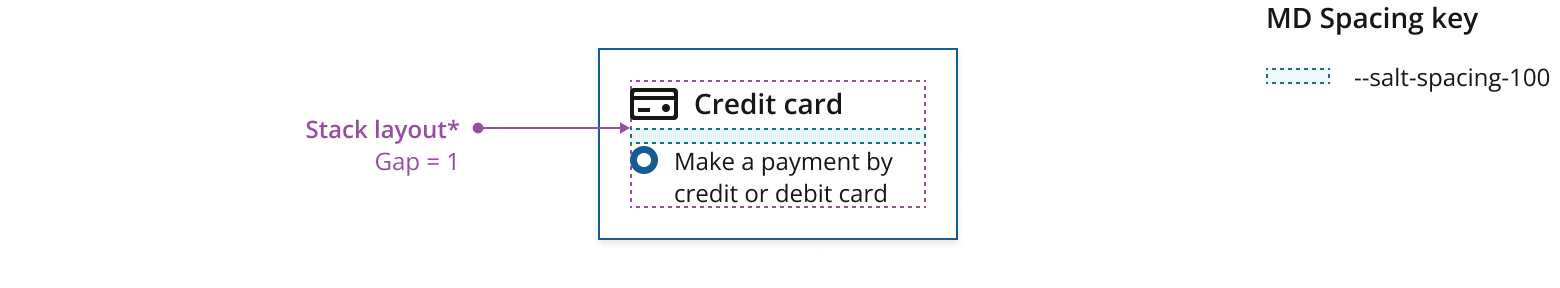 MD Spacing key
--salt-spacing-100
Stack layout*
Gap = 1
Credit card
Make a payment by
credit or debit card